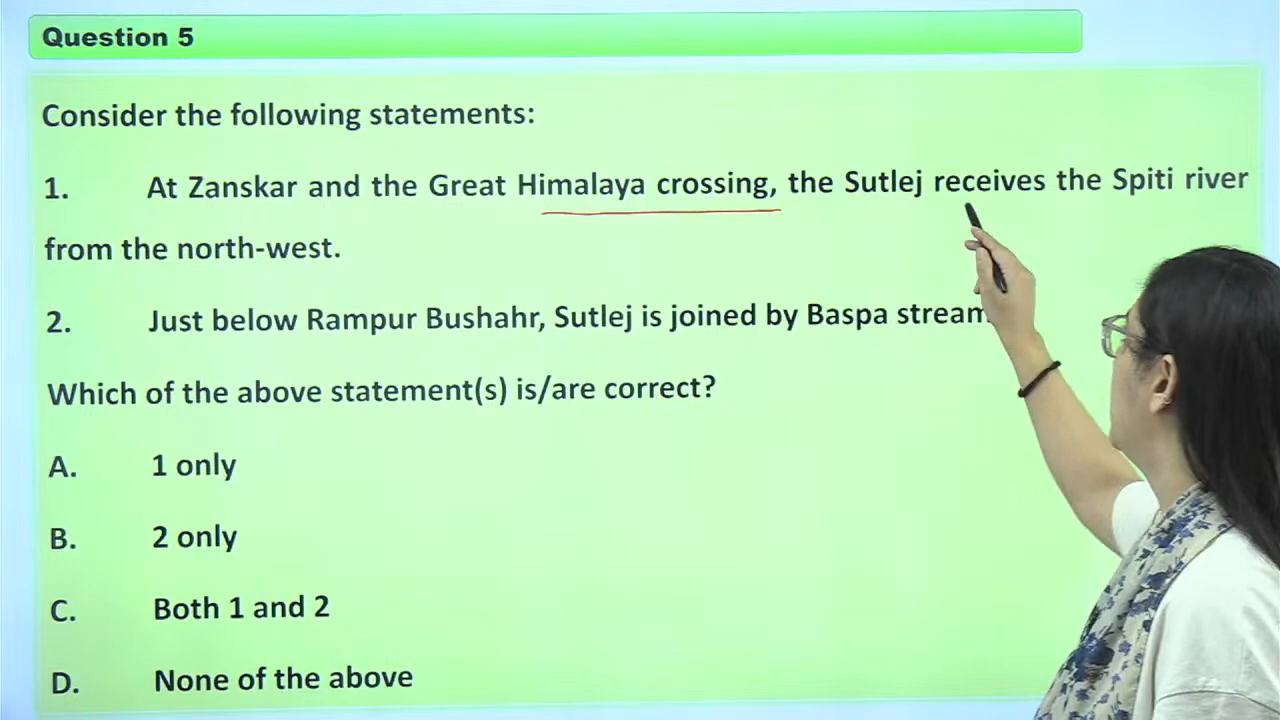 Question 5
Consider the following statements:
1. At Zanskar and the Great Himalaya crossing, the Sutlej receives the Spiti river
from the north-west.
2. Just below Rampur Bushahr, Sutlej is joined by Baspa stream
Which of the above statement(s) is/are correct?
A. 1 only
B. 2 only
C. Both 1 and 2
D. None of the above